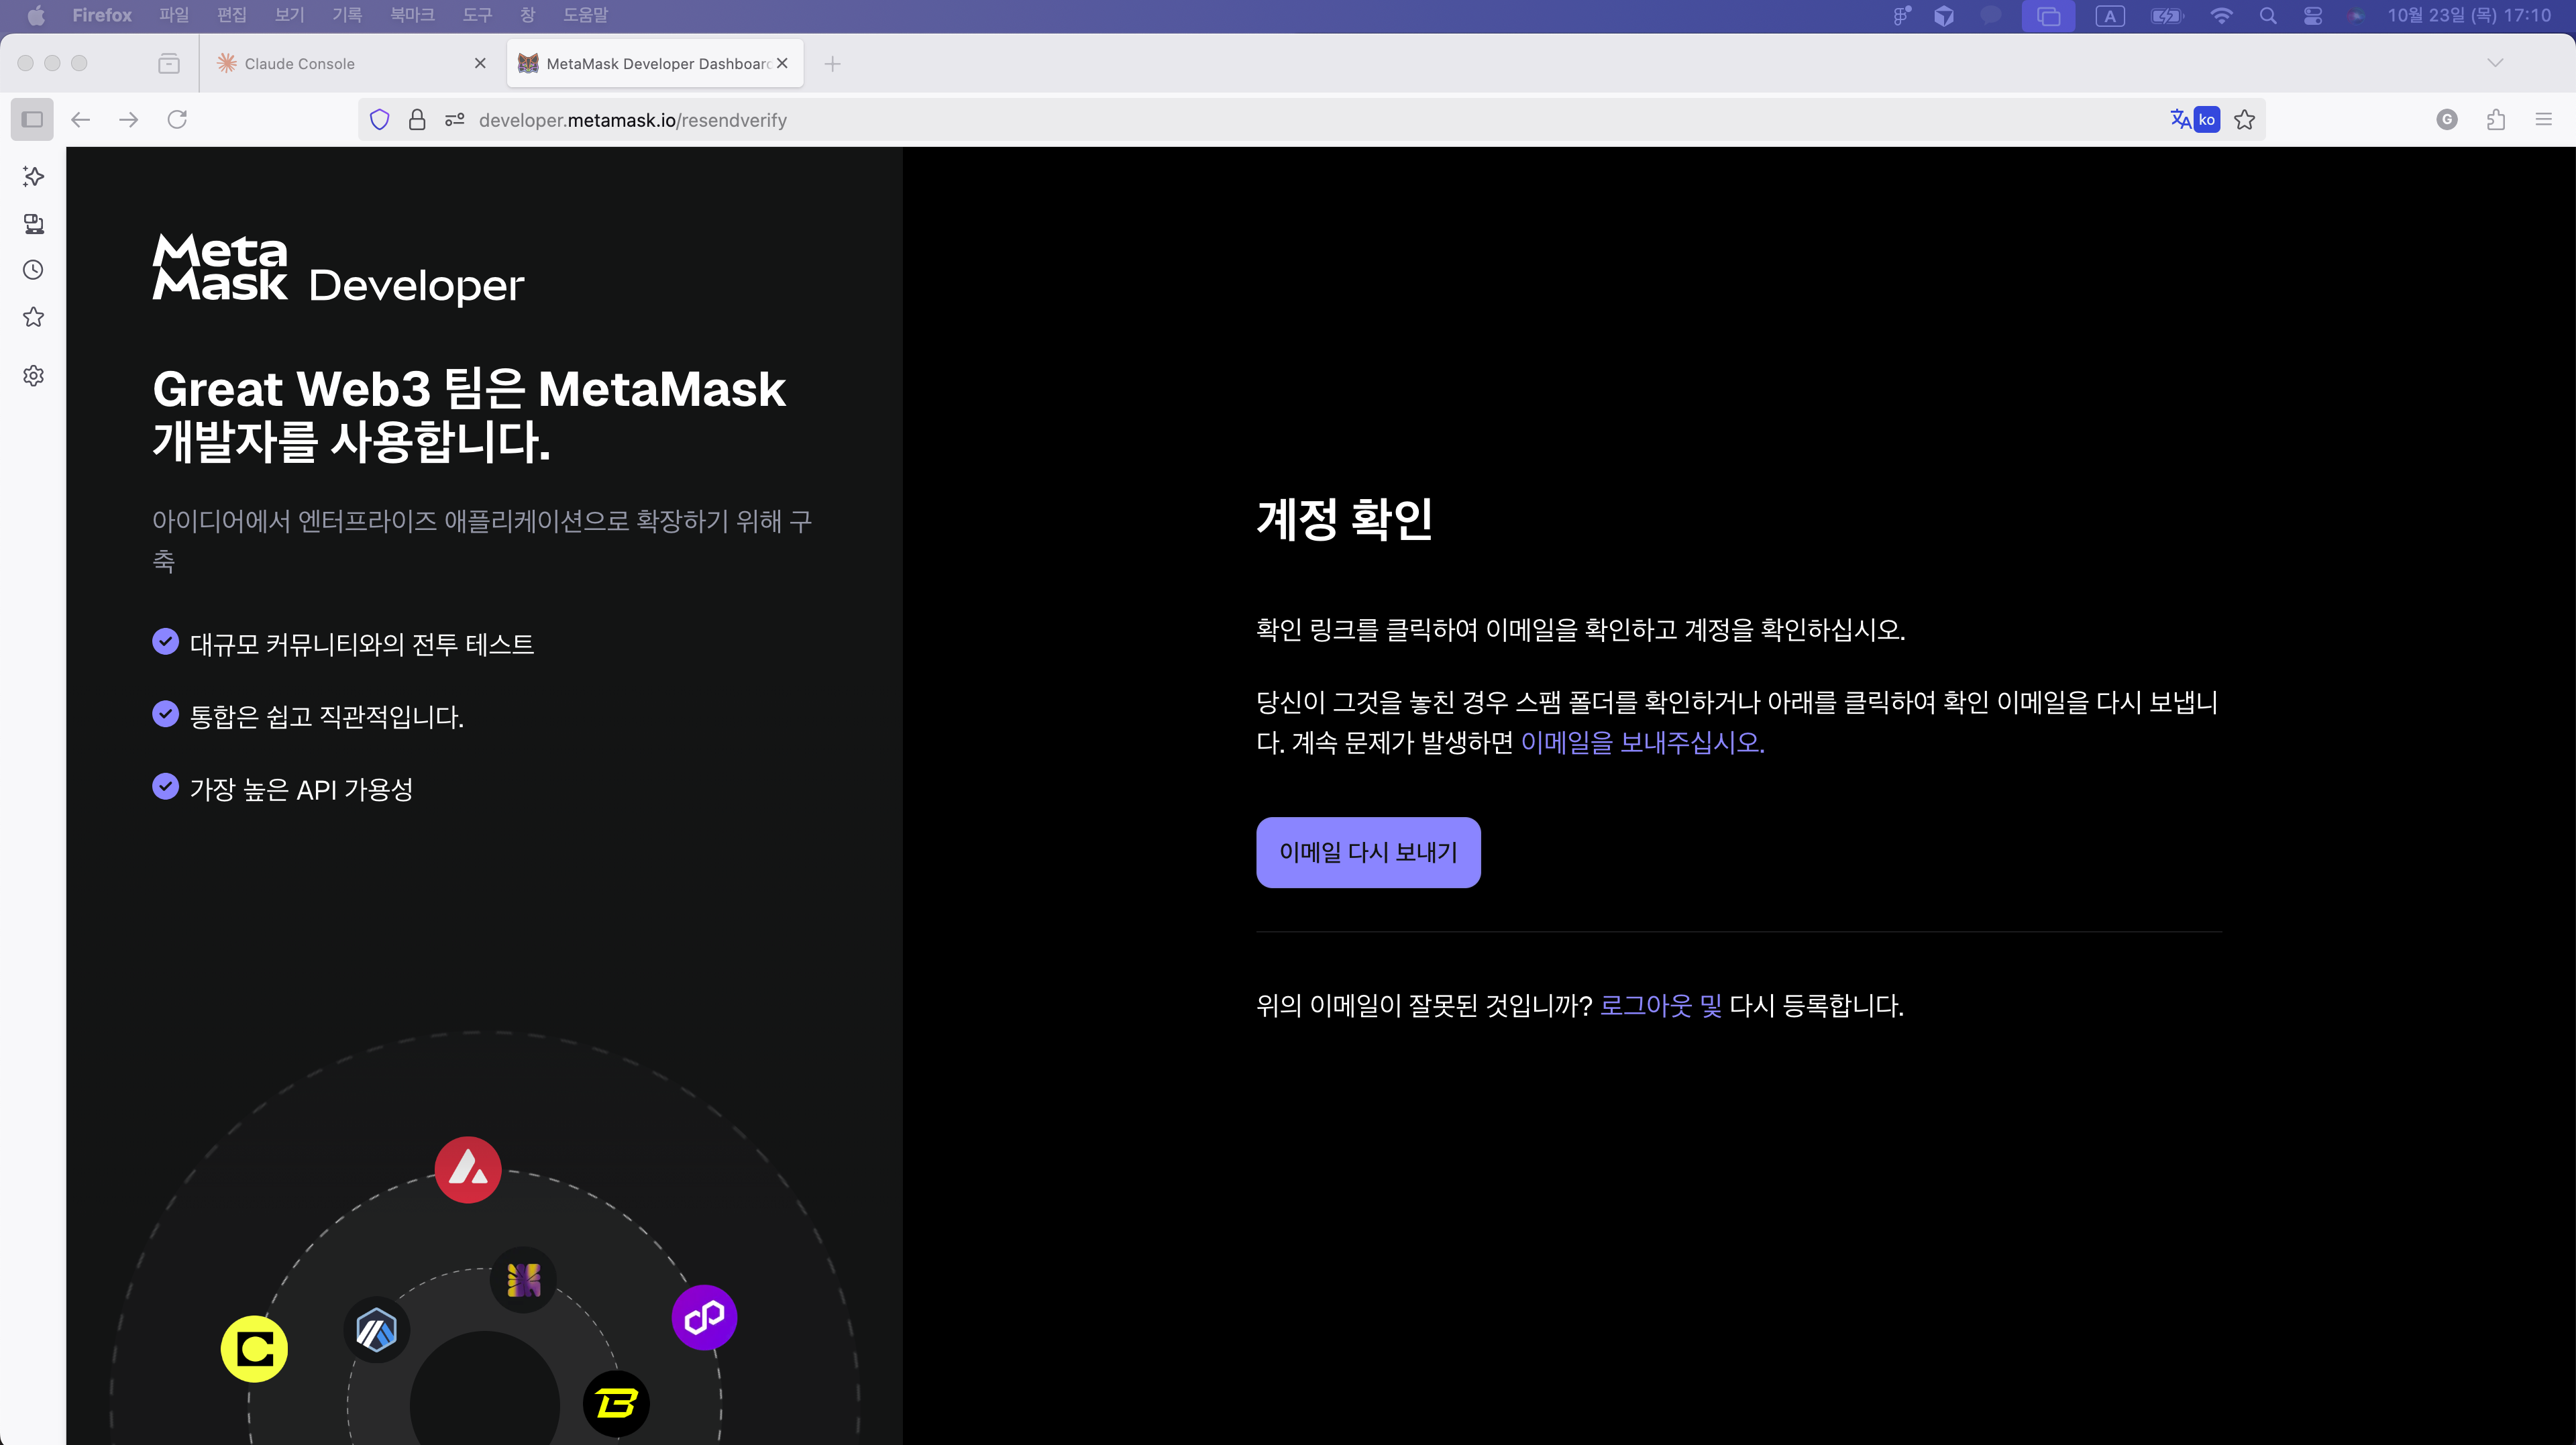 Firefox 파일 편집 보기 기록 북마크 도구 창 도움말 A 10월 23일 (목) 17:10
Claude Console
MetaMask Developer Dashboard
developer.metamask.io/resendverify
ko
G
Meta
Mask Developer
Great Web3 팀은 MetaMask
개발자를 사용합니다.
아이디어에서 엔터프라이즈 애플리케이션으로 확장하기 위해 구
축
대규모 커뮤니티와의 전투 테스트
통합은 쉽고 직관적입니다.
가장 높은 API 가용성
계정 확인
확인 링크를 클릭하여 이메일을 확인하고 계정을 확인하십시오.
당신이 그것을 놓친 경우 스팸 폴더를 확인하거나 아래를 클릭하여 확인 이메일을 다시 보냅니
다. 계속 문제가 발생하면 이메일을 보내주십시오.
이메일 다시 보내기
위의 이메일이 잘못된 것입니까? 로그아웃 및 다시 등록합니다.